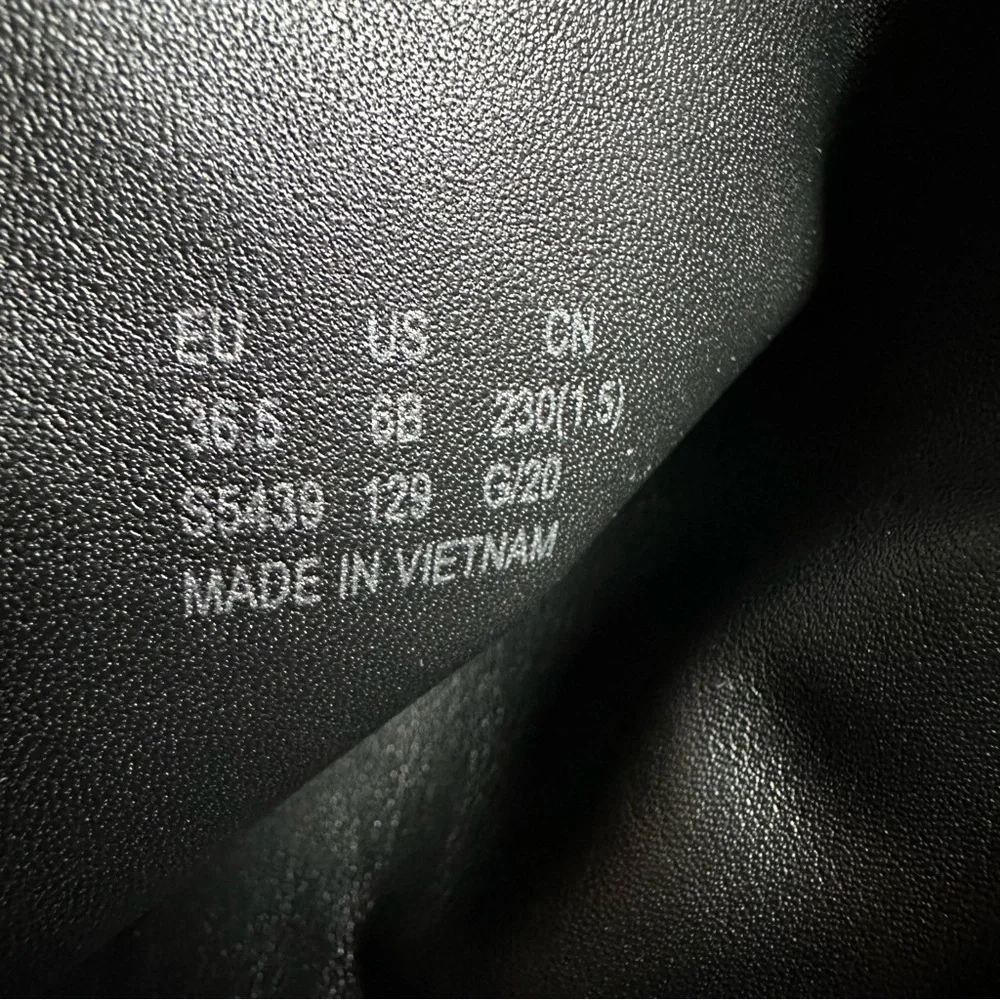 EU US CN
36.5 6B 230(1.5)
S5439 129 G/20
MADE IN VIETNAM